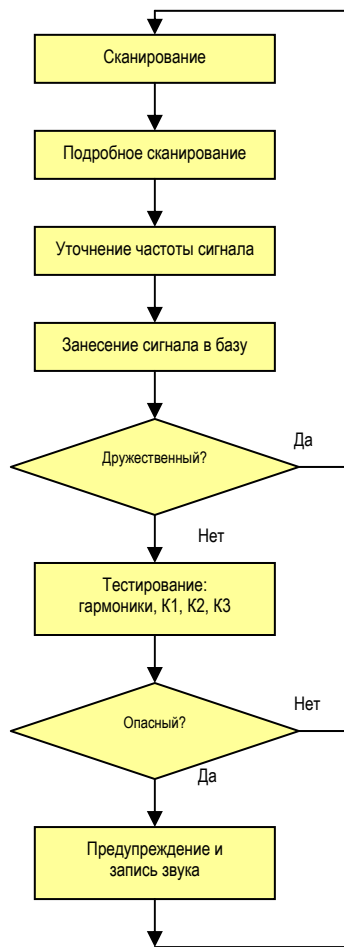 Сканирование
Подробное сканирование
Уточнение частоты сигнала
Занесение сигнала в базу
Дружественный?
Да
Нет
Тестирование:
гармоники, К1, К2, К3
Опасный?
Нет
Да
Предупреждение и
запись звука